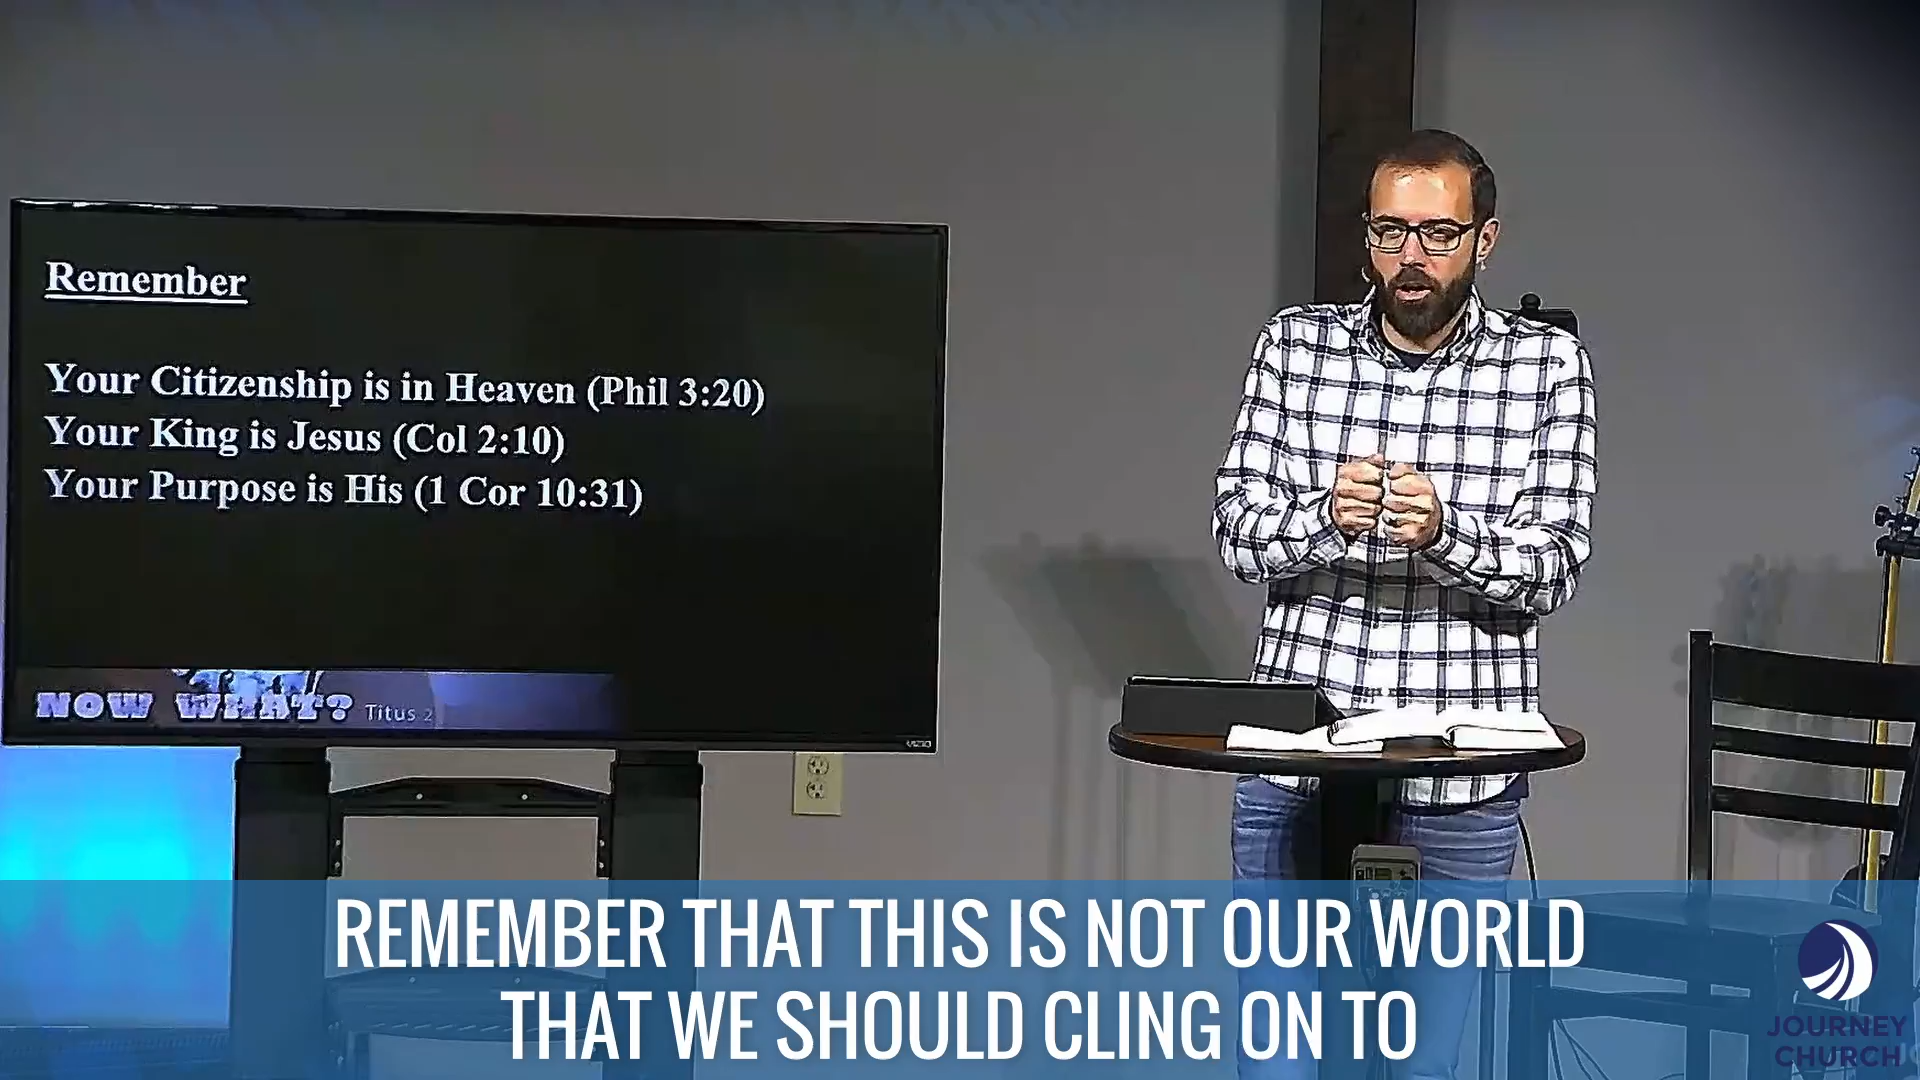 Remember
Your Citizenship is in Heaven (Phil 3:20)
Your King is Jesus (Col 2:10)
Your Purpose is His (1 Cor 10:31)
NOW WHAT? Titus 2
VIZIO
REMEMBER THAT THIS IS NOT OUR WORLD
THAT WE SHOULD CLING ON TO
JOURNEY
CHURCH